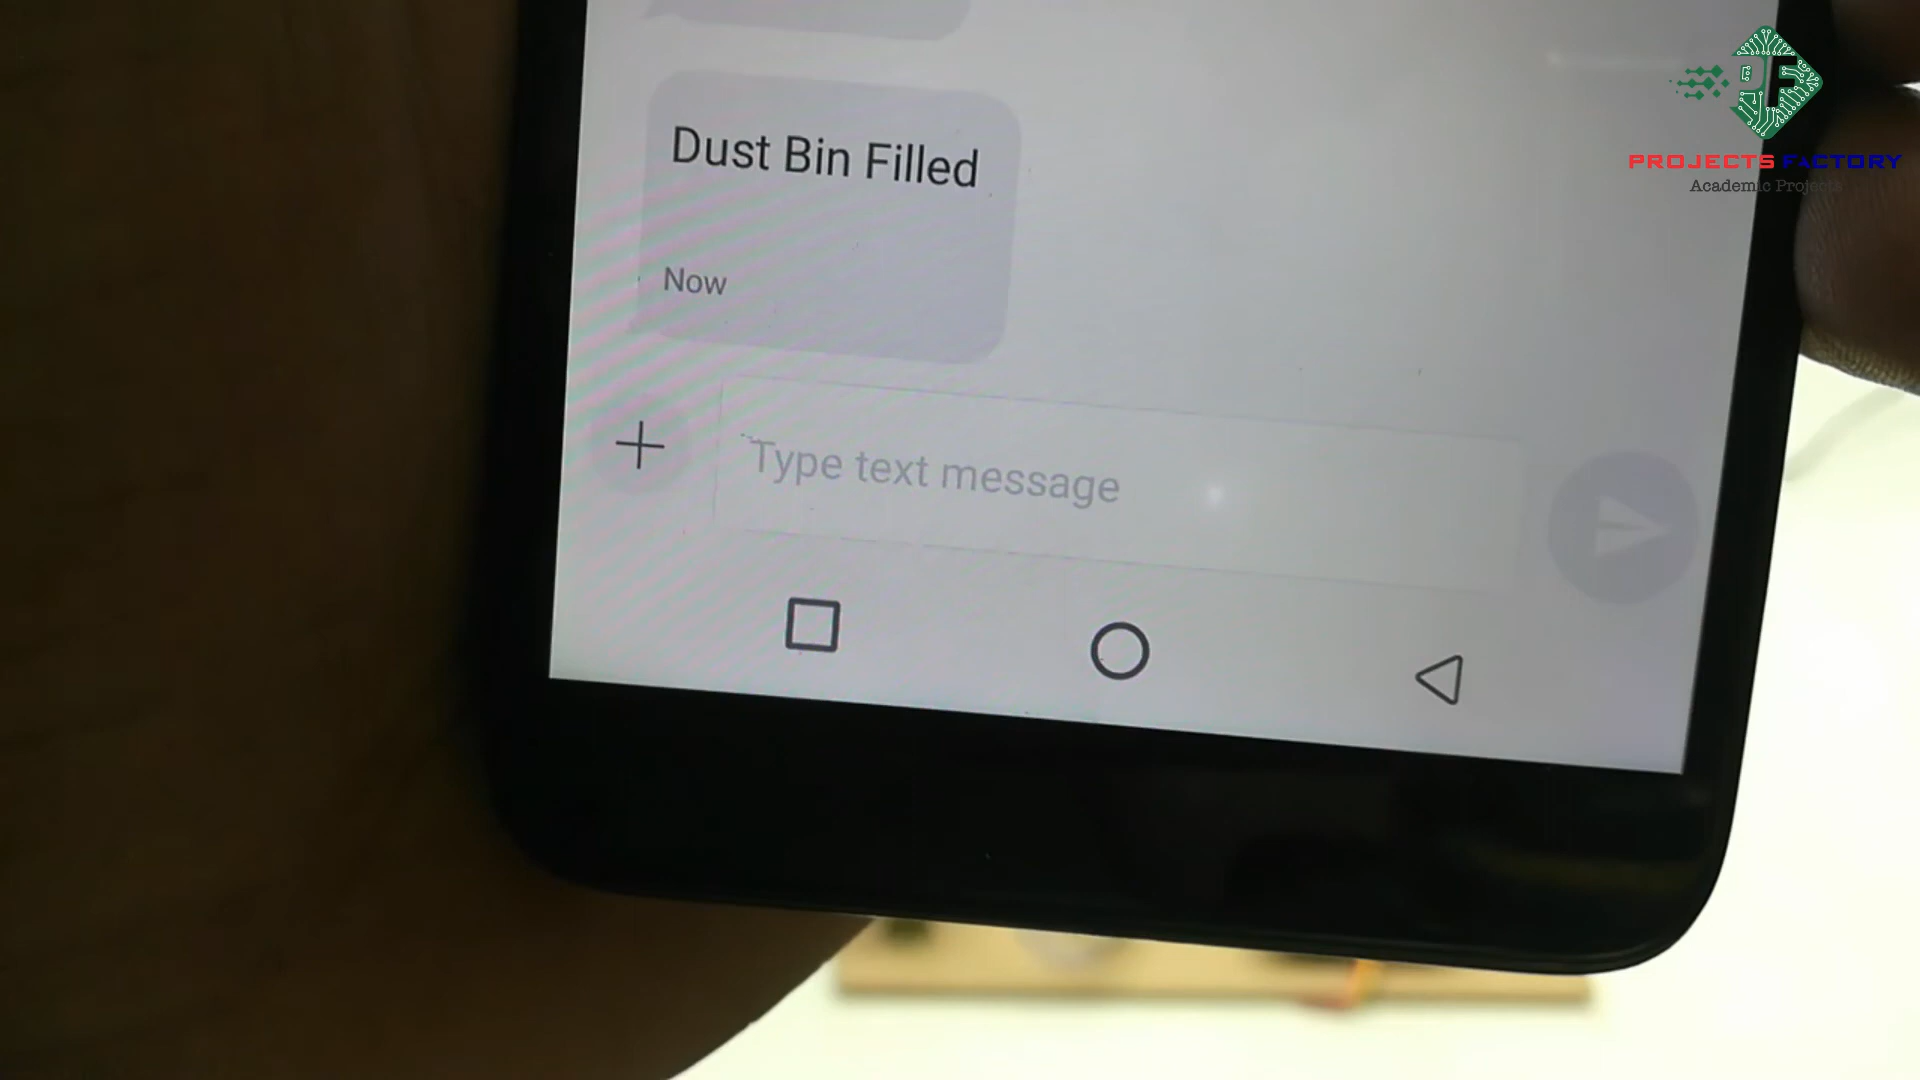 Dust Bin Filled
Now
Type text message
PROJECTS FACTORY
Academic Projects